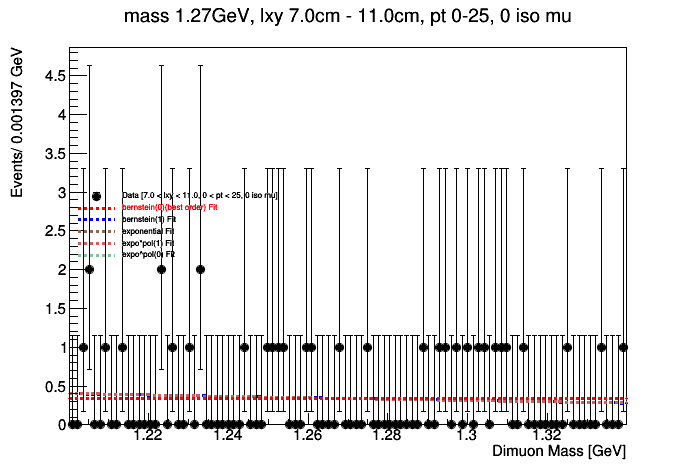 mass 1.27GeV, lxy 7.0cm - 11.0cm, pt 0-25, 0 iso mu
Events/ 0.001397 GeV
4.5
4
3.5
3
2.5
2
1.5
1
0.5
0
Data [7.0 < lxy < 11.0, 0 < pt < 25, 0 iso mu]
bernstein(0)(best order) Fit
bernstein(1) Fit
exponential Fit
expo*pol(1) Fit
expo*pol(0) Fit
1.22 1.24 1.26 1.28 1.3 1.32
Dimuon Mass [GeV]